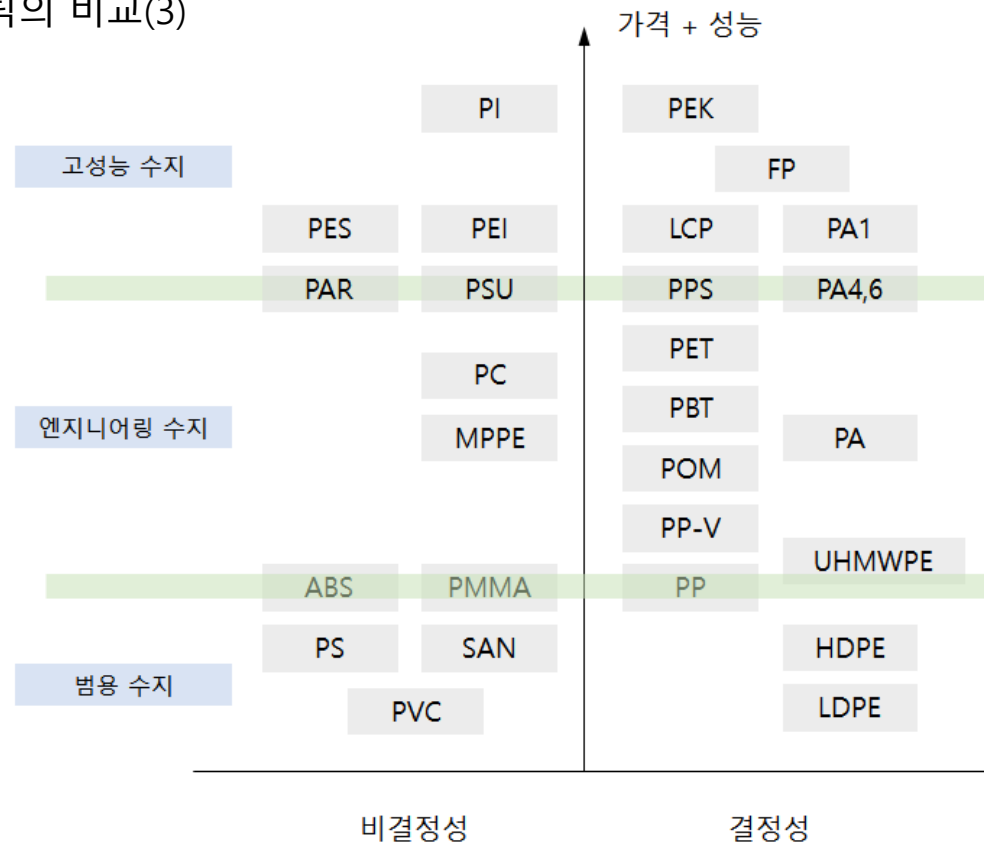 의 비교(3)
가격 + 성능
PI PEK
고성능 수지 FP
PES PEI LCP PA1
PAR PSU PPS PA4,6
PET
PC
PBT
엔지니어링 수지 MPPE PA
POM
PP-V
UHMWPE
ABS PMMA PP
PS SAN HDPE
범용 수지
PVC LDPE
비결정성 결정성